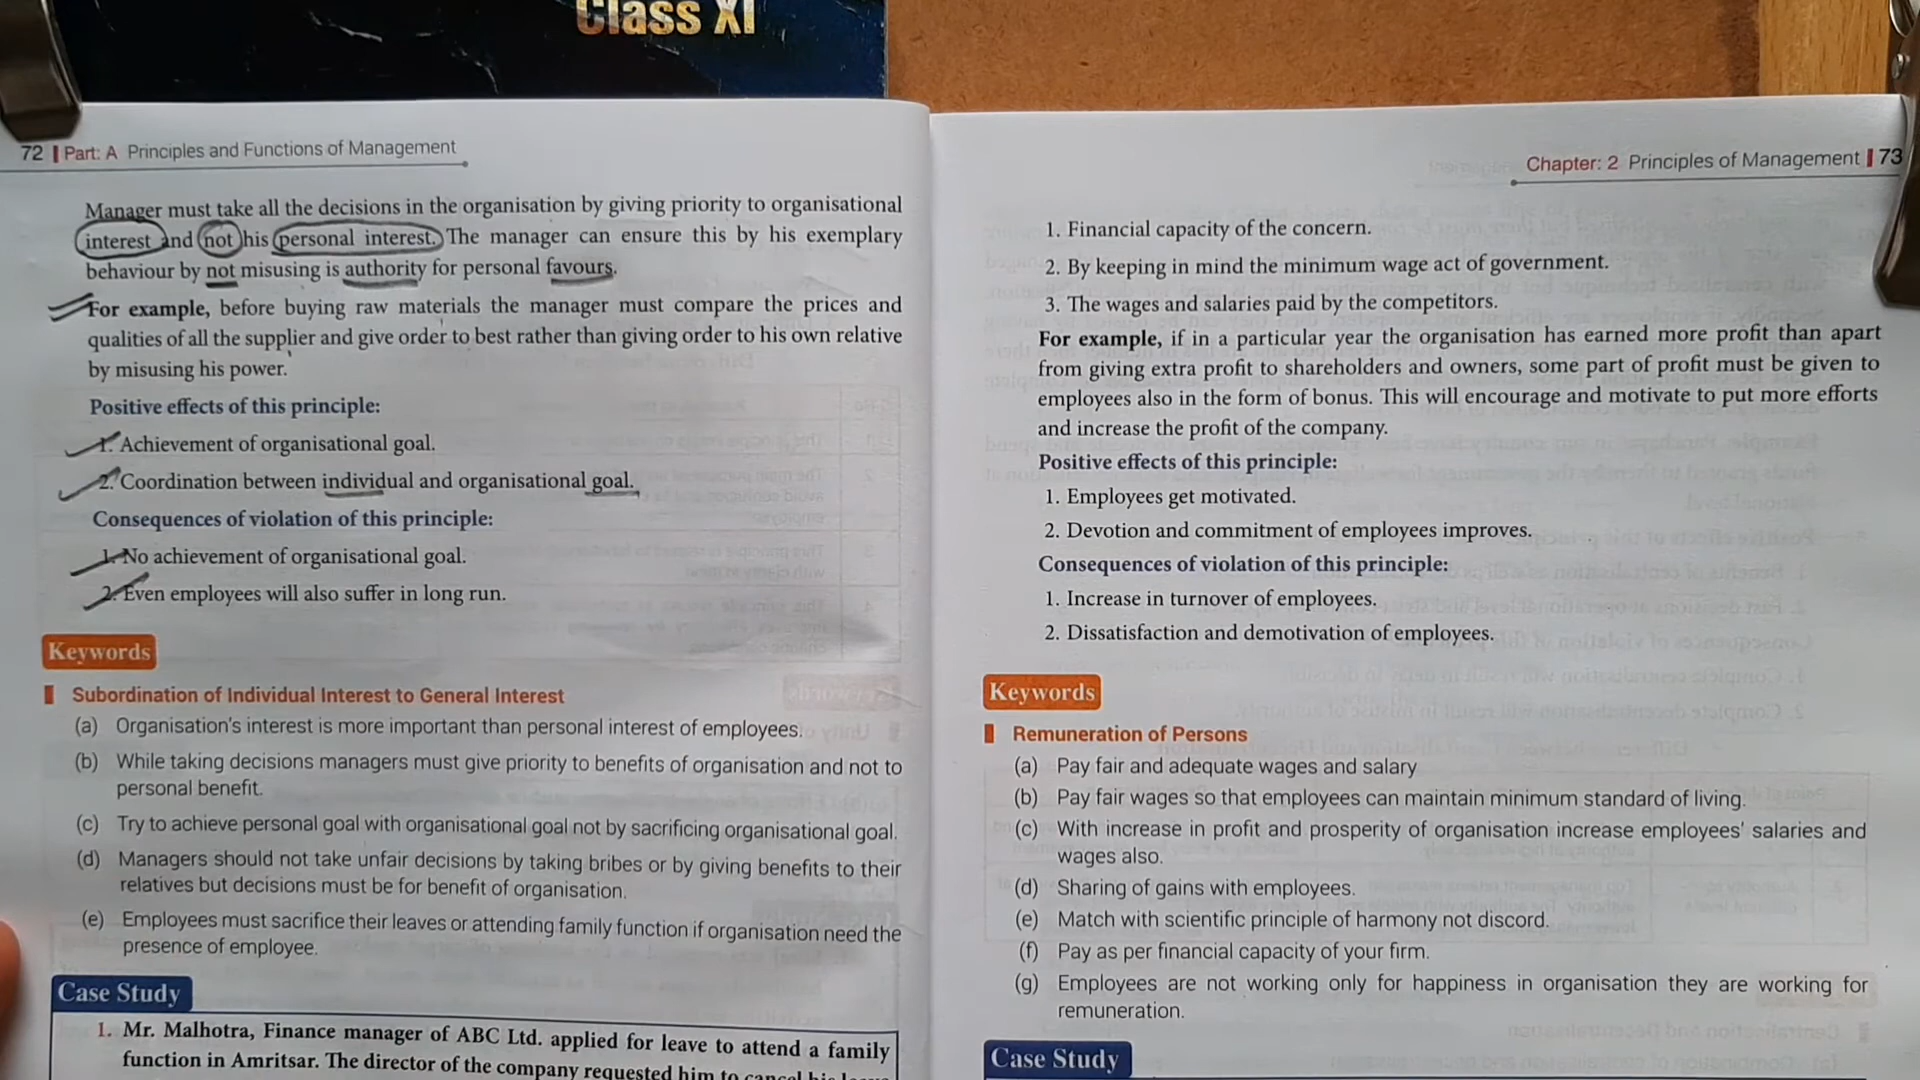 Class XI
72 | Part: A Principles and Functions of Management
Manager must take all the decisions in the organisation by giving priority to organisational
interest and not his personal interest. The manager can ensure this by his exemplary
behaviour by not misusing is authority for personal favours.
For example, before buying raw materials the manager must compare the prices and
qualities of all the supplier and give order to best rather than giving order to his own relative
by misusing his power.
Positive effects of this principle:
1. Achievement of organisational goal.
2. Coordination between individual and organisational goal.
Consequences of violation of this principle:
1. No achievement of organisational goal.
2. Even employees will also suffer in long run.
Keywords
Subordination of Individual Interest to General Interest
(a) Organisation's interest is more important than personal interest of employees.
(b) While taking decisions managers must give priority to benefits of organisation and not to
personal benefit.
(c) Try to achieve personal goal with organisational goal not by sacrificing organisational goal.
(d) Managers should not take unfair decisions by taking bribes or by giving benefits to their
relatives but decisions must be for benefit of organisation.
(e) Employees must sacrifice their leaves or attending family function if organisation need the
presence of employee.
Case Study
1. Mr. Malhotra, Finance manager of ABC Ltd. applied for leave to attend a family
function in Amritsar. The director of the company requested him to cancel his leave
Chapter: 2 Principles of Management | 73
1. Financial capacity of the concern.
2. By keeping in mind the minimum wage act of government.
3. The wages and salaries paid by the competitors.
For example, if in a particular year the organisation has earned more profit than apart
from giving extra profit to shareholders and owners, some part of profit must be given to
employees also in the form of bonus. This will encourage and motivate to put more efforts
and increase the profit of the company.
Positive effects of this principle:
1. Employees get motivated.
2. Devotion and commitment of employees improves.
Consequences of violation of this principle:
1. Increase in turnover of employees.
2. Dissatisfaction and demotivation of employees.
Keywords
Remuneration of Persons
(a) Pay fair and adequate wages and salary
(b) Pay fair wages so that employees can maintain minimum standard of living.
(c) With increase in profit and prosperity of organisation increase employees' salaries and
wages also.
(d) Sharing of gains with employees.
(e) Match with scientific principle of harmony not discord.
(f) Pay as per financial capacity of your firm.
(g) Employees are not working only for happiness in organisation they are working for
remuneration.
Case Study